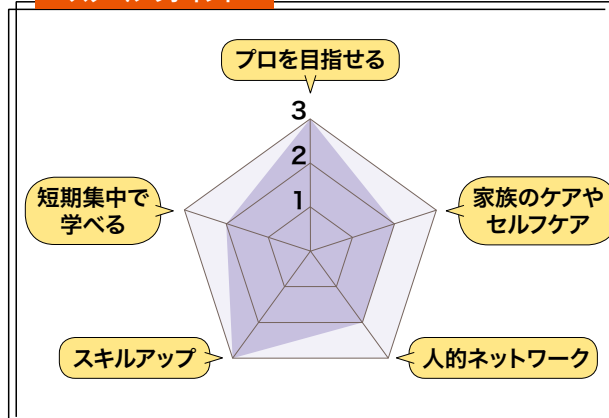 プロを目指せる
3
2
1
短期集中で
学べる
家族のケアや
セルフケア
スキルアップ
人的ネットワーク